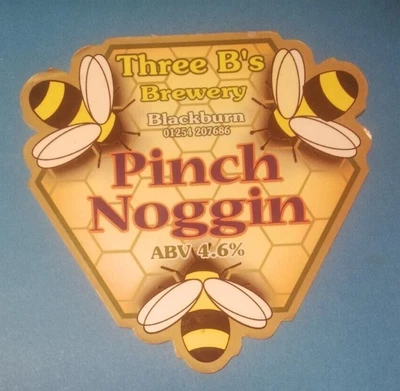 Three B's
Brewery
Blackburn
01254 207686
Pinch
Noggin
ABV 4.6%